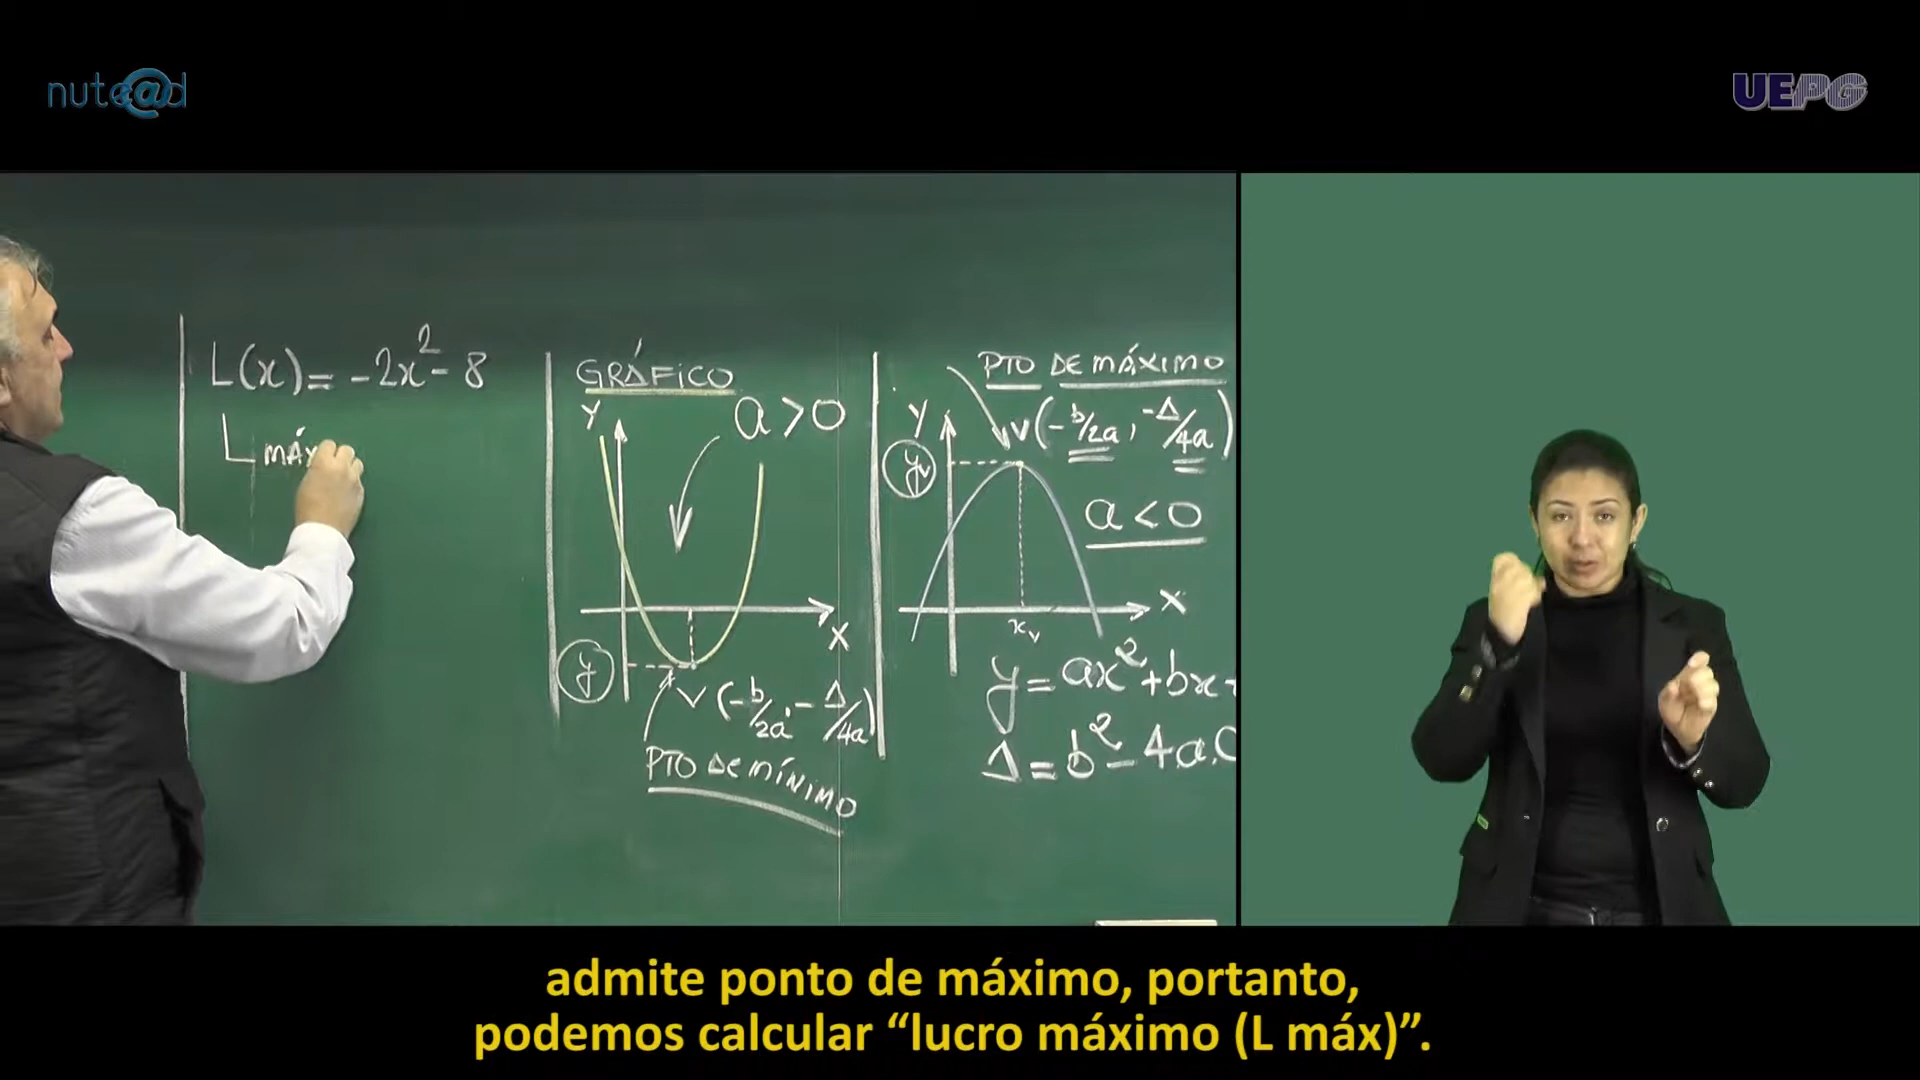 nute@d
UEPG
L(x) = -2x² - 8
L máx
GRÁFICO
Y
a > 0
X
y
V (-b/2a, -Δ/4a)
PTO DE MÍNIMO
PTO DE MÁXIMO
Y
V (-b/2a, -Δ/4a)
yv
a < 0
X
xv
y = ax² + bx +
Δ = b² - 4.a.C
admite ponto de máximo, portanto,
podemos calcular “lucro máximo (L máx)”.